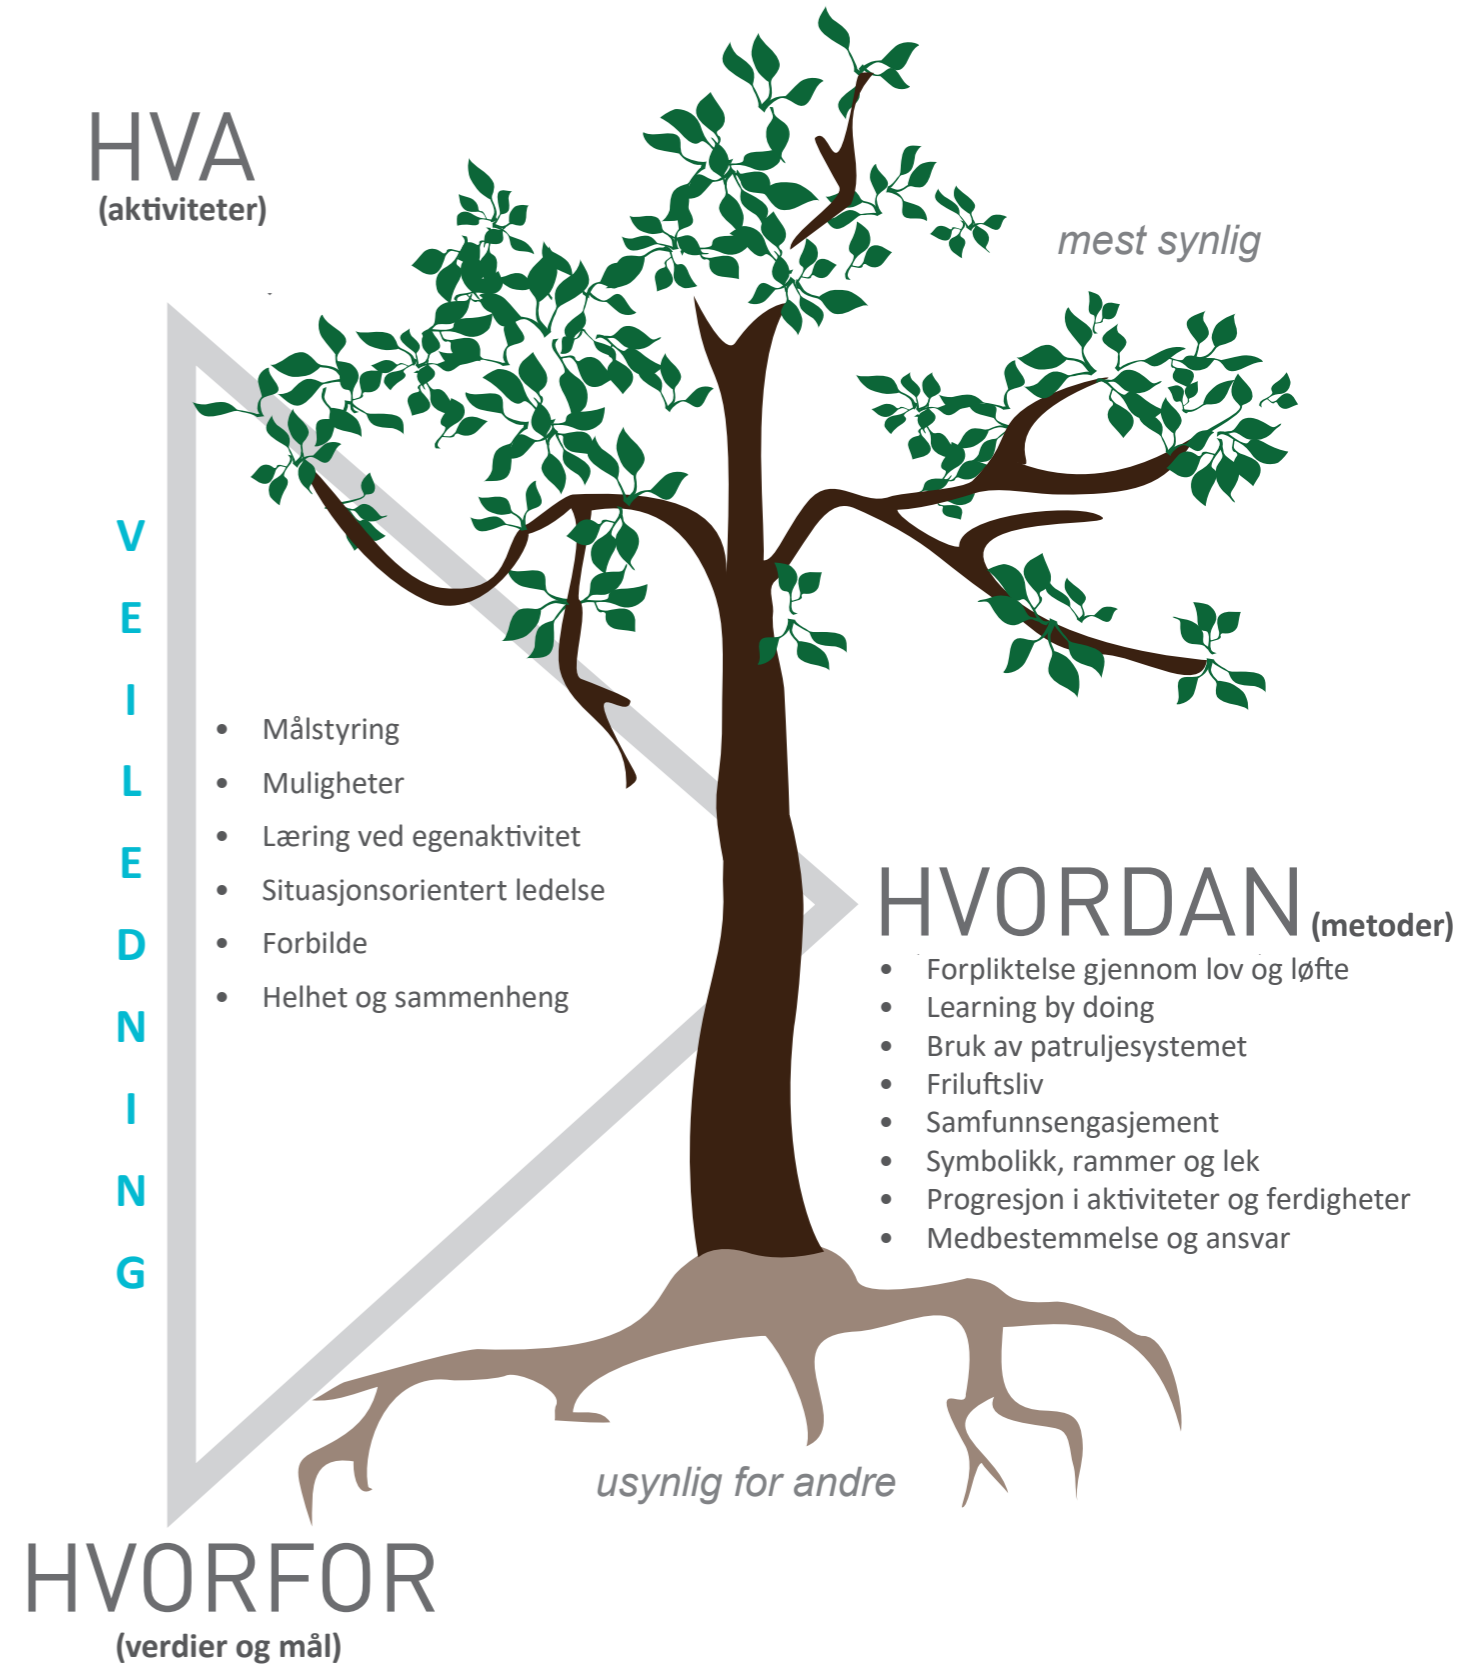 HVA
(aktiviteter)
mest synlig
VEILEDNING
• Målstyring
• Muligheter
• Læring ved egenaktivitet
• Situasjonsorientert ledelse
• Forbilde
• Helhet og sammenheng
HVORDAN (metoder)
• Forpliktelse gjennom lov og løfte
• Learning by doing
• Bruk av patruljesystemet
• Friluftsliv
• Samfunnsengasjement
• Symbolikk, rammer og lek
• Progresjon i aktiviteter og ferdigheter
• Medbestemmelse og ansvar
usynlig for andre
HVORFOR
(verdier og mål)